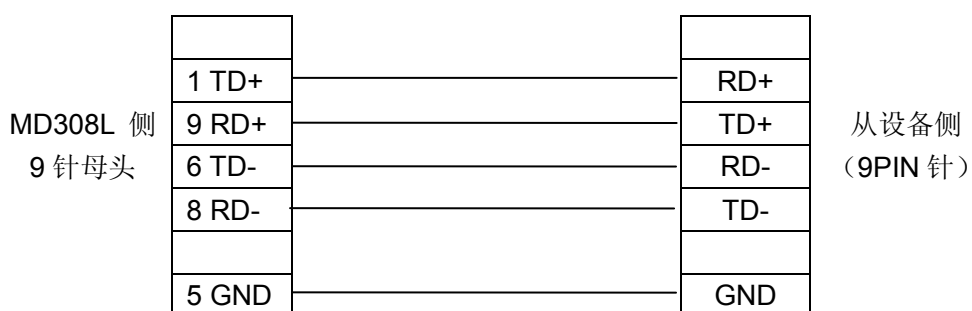 1 TD+ RD+
MD308L 侧 9 RD+ TD+ 从设备侧
9 针母头 6 TD- RD- （9PIN 针）
8 RD- TD-
5 GND GND